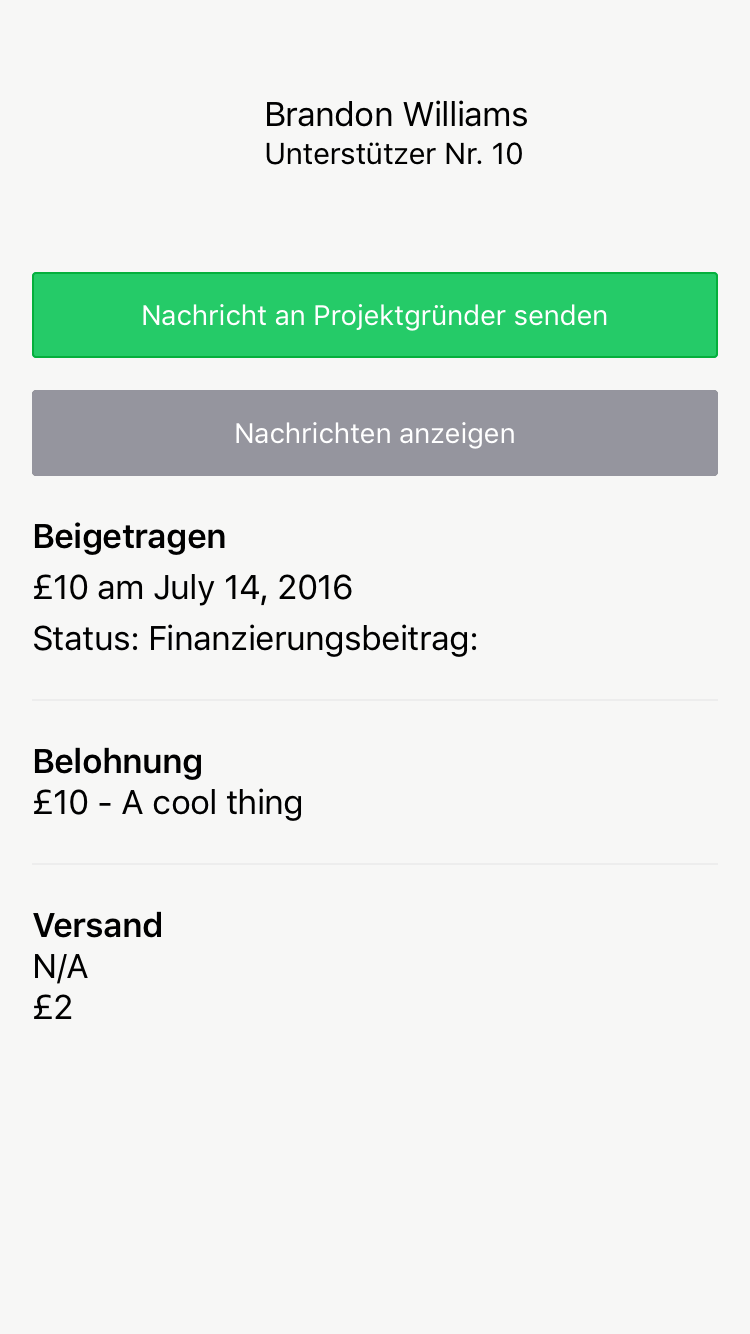 Brandon Williams
Unterstützer Nr. 10
Nachricht an Projektgründer senden
Nachrichten anzeigen
Beigetragen
£10 am July 14, 2016
Status: Finanzierungsbeitrag:
Belohnung
£10 - A cool thing
Versand
N/A
£2